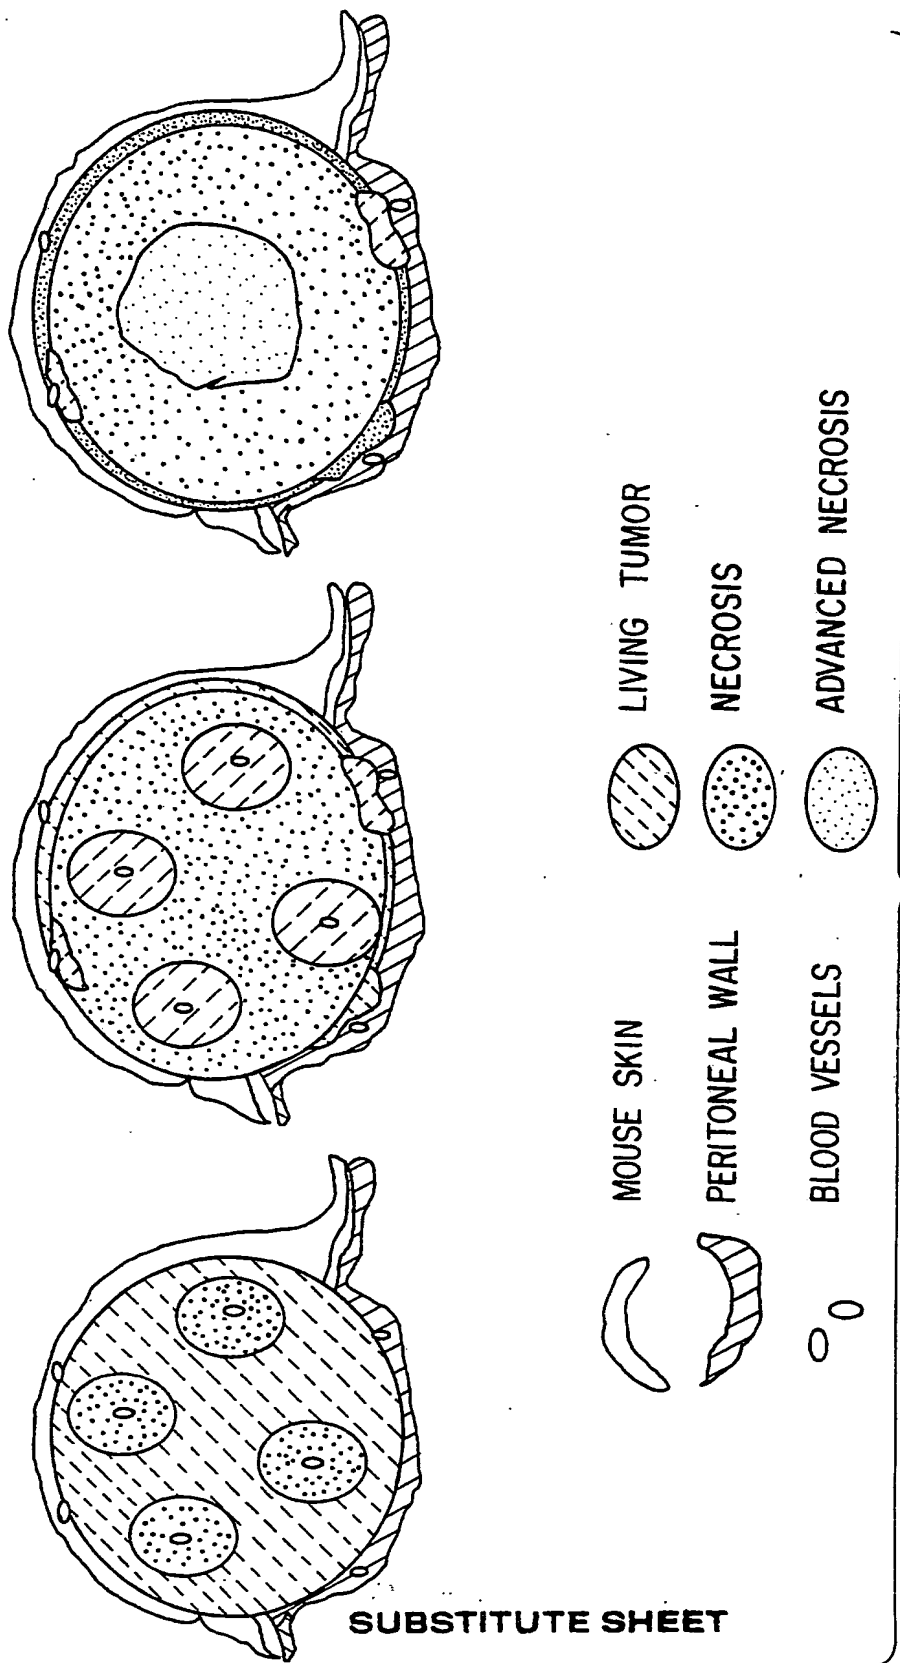 MOUSE SKIN
PERITONEAL WALL
BLOOD VESSELS
LIVING TUMOR
NECROSIS
ADVANCED NECROSIS
SUBSTITUTE SHEET